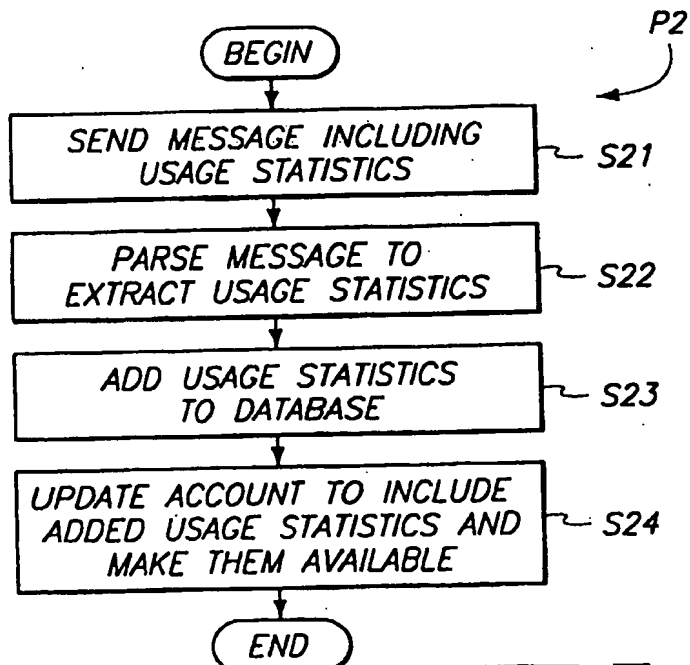 P2
BEGIN
SEND MESSAGE INCLUDING
USAGE STATISTICS
S21
PARSE MESSAGE TO
EXTRACT USAGE STATISTICS
S22
ADD USAGE STATISTICS
TO DATABASE
S23
UPDATE ACCOUNT TO INCLUDE
ADDED USAGE STATISTICS AND
MAKE THEM AVAILABLE
S24
END